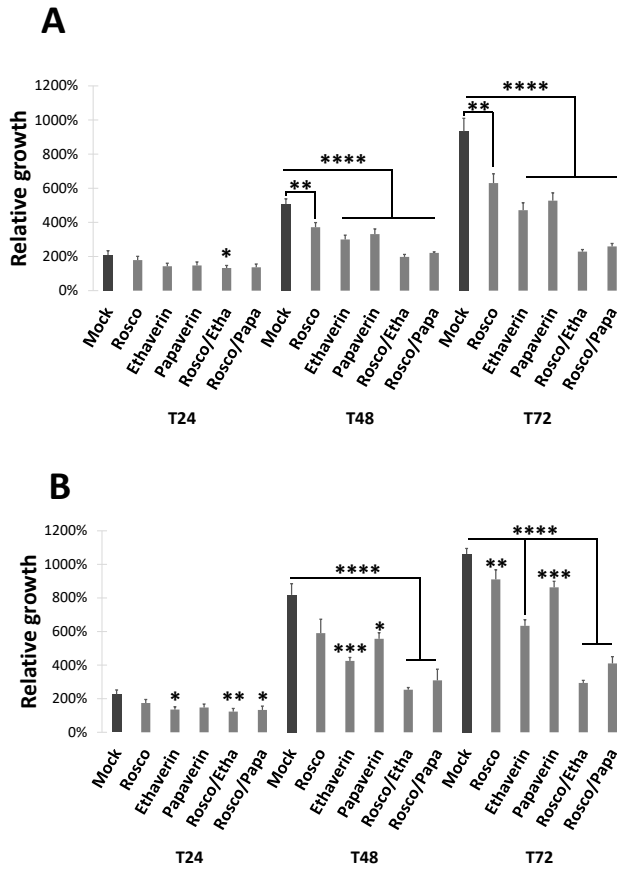 A
Relative growth
1200%
1000%
800%
600%
400%
200%
0%
*
**
****
**
****
Mock
Rosco
Ethaverin
Papaverin
Rosco/Etha
Rosco/Papa
Mock
Rosco
Ethaverin
Papaverin
Rosco/Etha
Rosco/Papa
Mock
Rosco
Ethaverin
Papaverin
Rosco/Etha
Rosco/Papa
T24
T48
T72
B
Relative growth
1200%
1000%
800%
600%
400%
200%
0%
*
**
*
****
***
*
****
**
***
Mock
Rosco
Ethaverin
Papaverin
Rosco/Etha
Rosco/Papa
Mock
Rosco
Ethaverin
Papaverin
Rosco/Etha
Rosco/Papa
Mock
Rosco
Ethaverin
Papaverin
Rosco/Etha
Rosco/Papa
T24
T48
T72